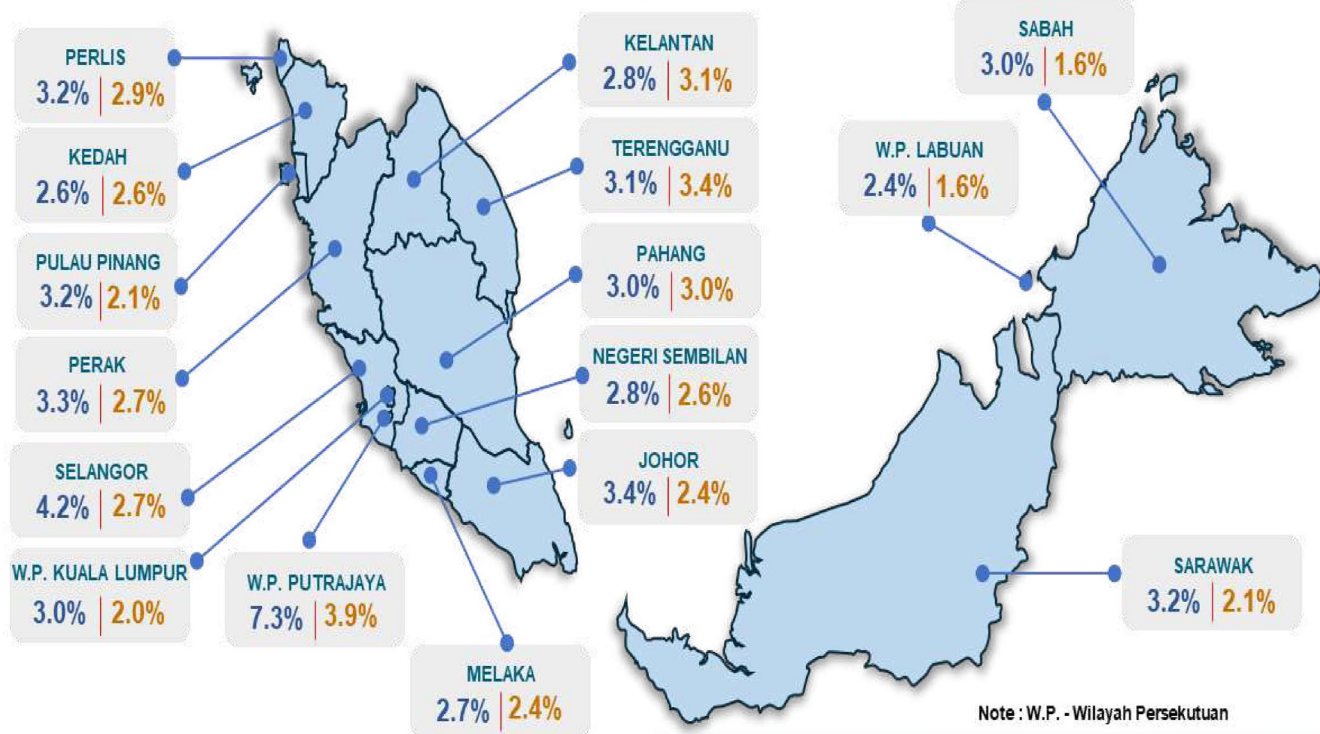 PERLIS
3.2% | 2.9%
KEDAH
2.6% | 2.6%
PULAU PINANG
3.2% | 2.1%
PERAK
3.3% | 2.7%
SELANGOR
4.2% | 2.7%
W.P. KUALA LUMPUR
3.0% | 2.0%
W.P. PUTRAJAYA
7.3% | 3.9%
MELAKA
2.7% | 2.4%
KELANTAN
2.8% | 3.1%
TERENGGANU
3.1% | 3.4%
PAHANG
3.0% | 3.0%
NEGERI SEMBILAN
2.8% | 2.6%
JOHOR
3.4% | 2.4%
SABAH
3.0% | 1.6%
W.P. LABUAN
2.4% | 1.6%
SARAWAK
3.2% | 2.1%
Note : W.P. - Wilayah Persekutuan